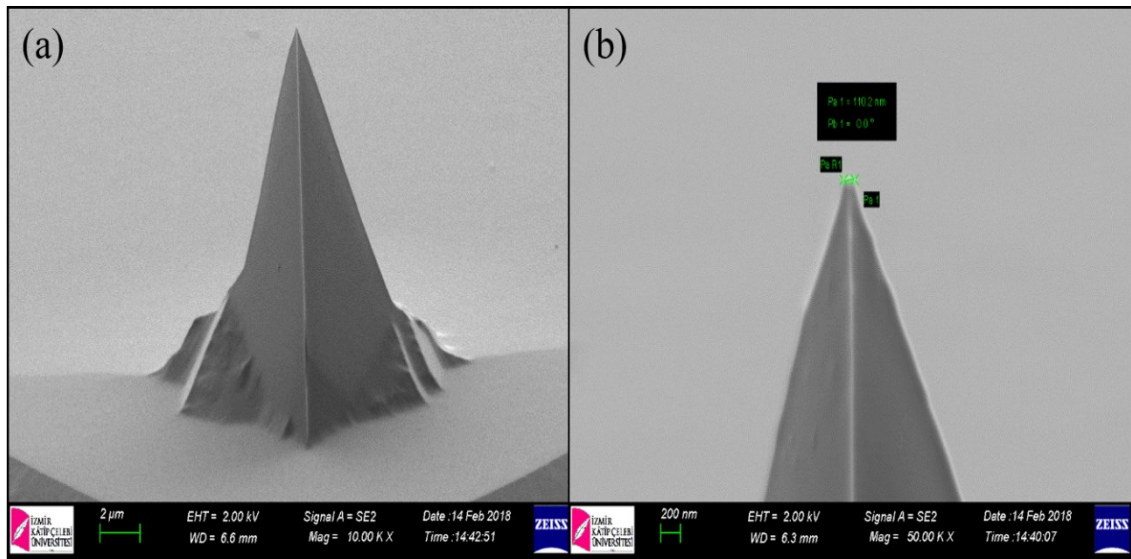 (a)
2 µm
EHT = 2.00 kV
WD = 6.6 mm
Signal A = SE2
Mag = 10.00 K X
Date :14 Feb 2018
Time :14:42:51
İZMİR
KÂTİP ÇELEBİ
ÜNİVERSİTESİ
ZEISS
(b)
Pa 1 = 110.2 nm
Pb 1 = 0.0 °
Pa R1
Pa 1
200 nm
EHT = 2.00 kV
WD = 6.3 mm
Signal A = SE2
Mag = 50.00 K X
Date :14 Feb 2018
Time :14:40:07
İZMİR
KÂTİP ÇELEBİ
ÜNİVERSİTESİ
ZEISS